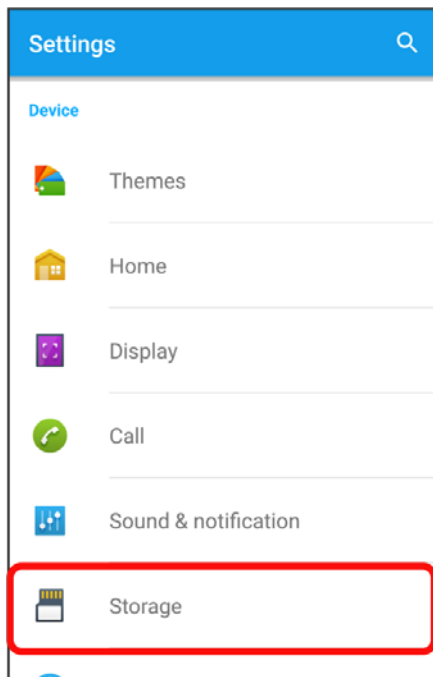 Settings
Device
Themes
Home
Display
Call
Sound & notification
Storage